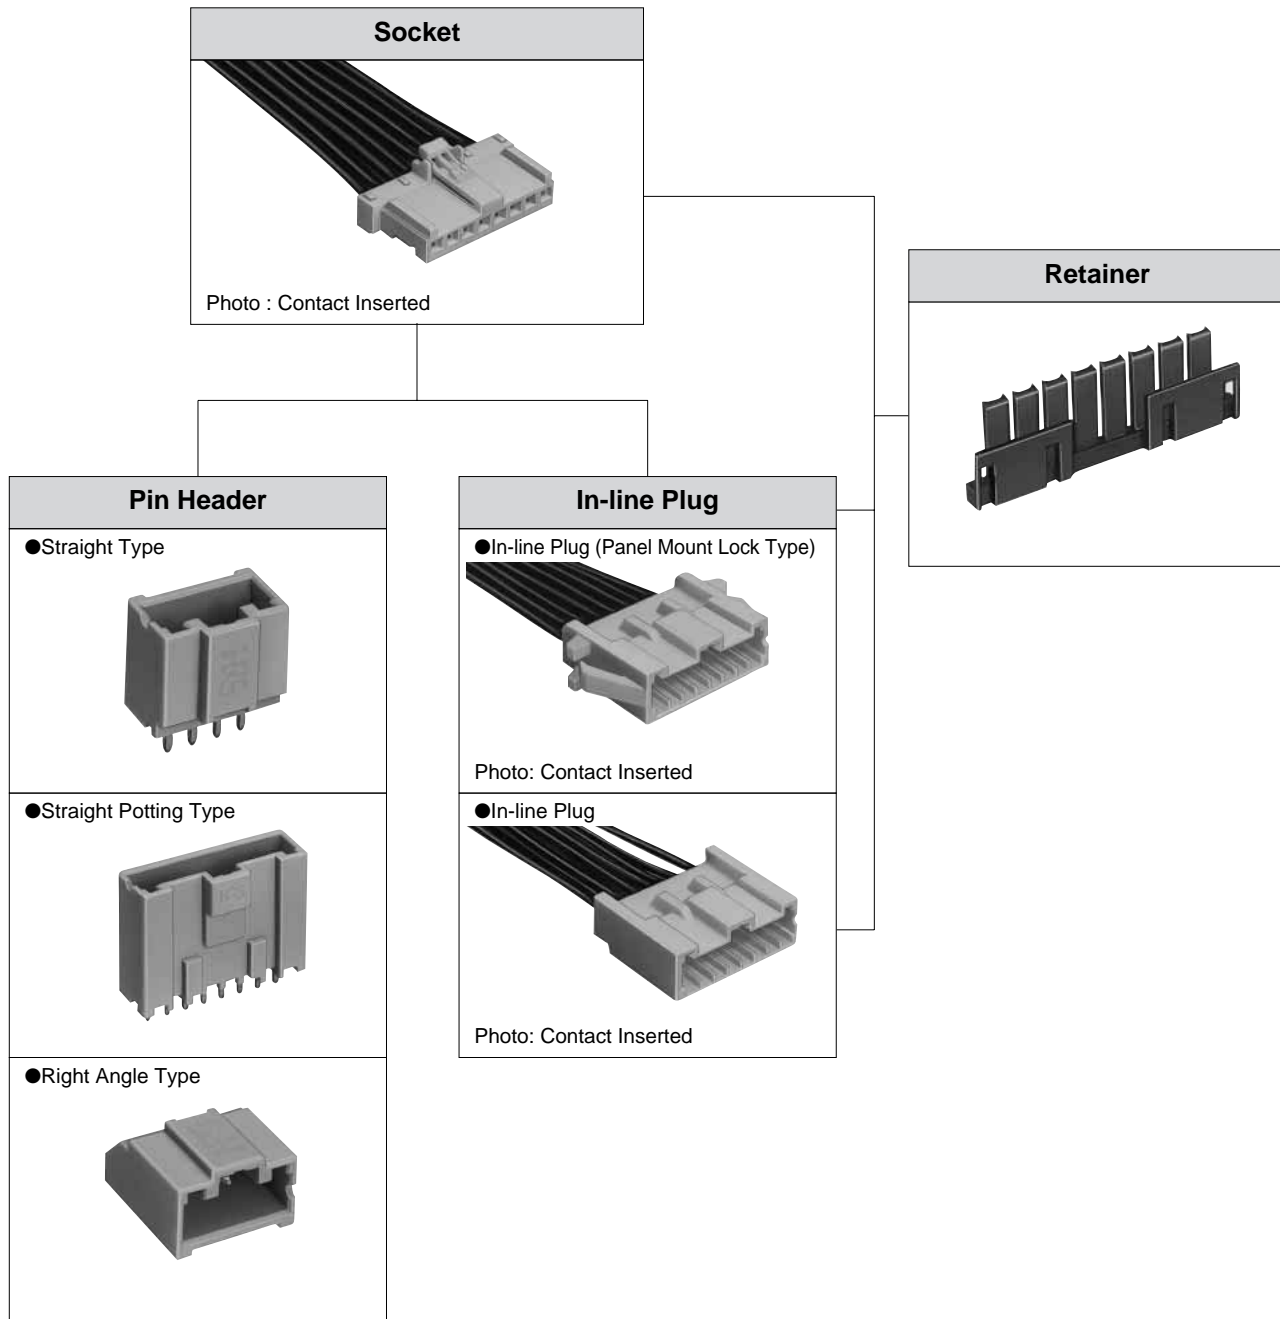 Socket
Photo : Contact Inserted
Retainer
Pin Header
●Straight Type
●Straight Potting Type
●Right Angle Type
In-line Plug
●In-line Plug (Panel Mount Lock Type)
Photo: Contact Inserted
●In-line Plug
Photo: Contact Inserted